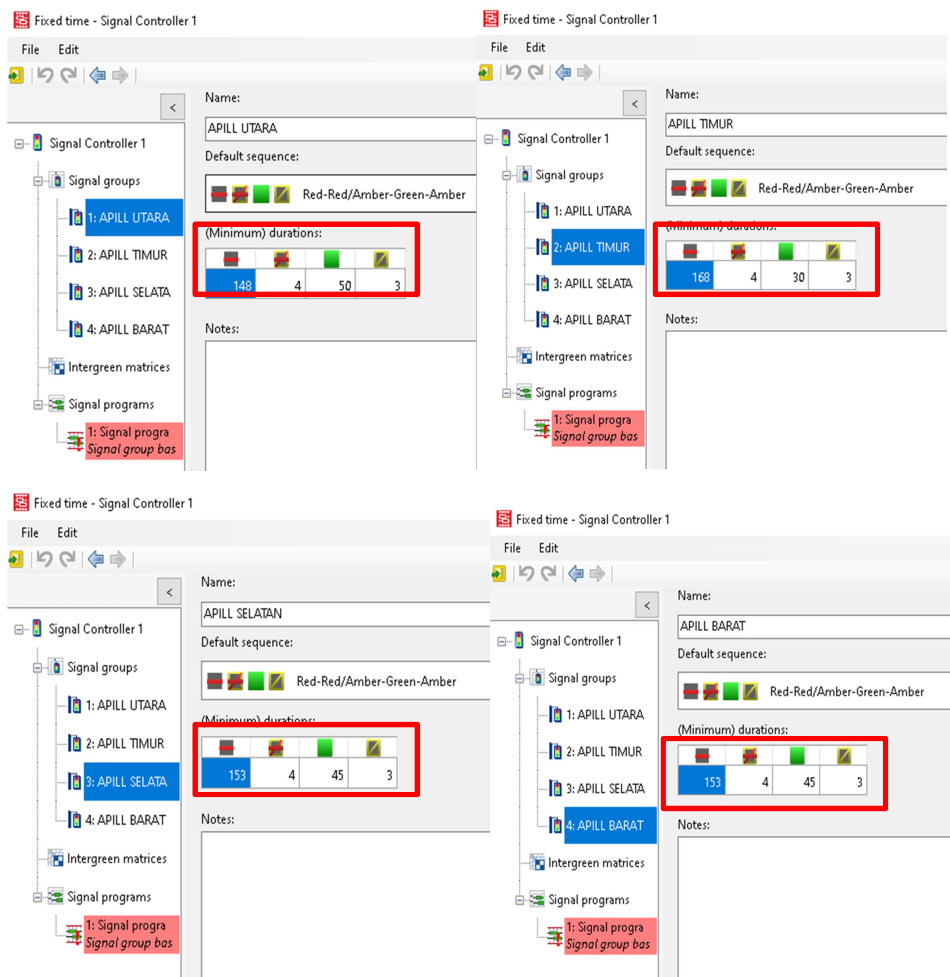 Fixed time - Signal Controller 1
File Edit
<
Signal Controller 1
Signal groups
1: APILL UTARA
2: APILL TIMUR
3: APILL SELATA
4: APILL BARAT
Intergreen matrices
Signal programs
1: Signal progra
Signal group bas
Name:
APILL UTARA
Default sequence:
Red-Red/Amber-Green-Amber
(Minimum) durations:
148 4 50 3
Notes:
Fixed time - Signal Controller 1
File Edit
<
Signal Controller 1
Signal groups
1: APILL UTARA
2: APILL TIMUR
3: APILL SELATA
4: APILL BARAT
Intergreen matrices
Signal programs
1: Signal progra
Signal group bas
Name:
APILL TIMUR
Default sequence:
Red-Red/Amber-Green-Amber
(Minimum) durations:
168 4 30 3
Notes:
Fixed time - Signal Controller 1
File Edit
<
Signal Controller 1
Signal groups
1: APILL UTARA
2: APILL TIMUR
3: APILL SELATA
4: APILL BARAT
Intergreen matrices
Signal programs
1: Signal progra
Signal group bas
Name:
APILL SELATAN
Default sequence:
Red-Red/Amber-Green-Amber
(Minimum) durations:
153 4 45 3
Notes:
Fixed time - Signal Controller 1
File Edit
<
Signal Controller 1
Signal groups
1: APILL UTARA
2: APILL TIMUR
3: APILL SELATA
4: APILL BARAT
Intergreen matrices
Signal programs
1: Signal progra
Signal group bas
Name:
APILL BARAT
Default sequence:
Red-Red/Amber-Green-Amber
(Minimum) durations:
153 4 45 3
Notes: